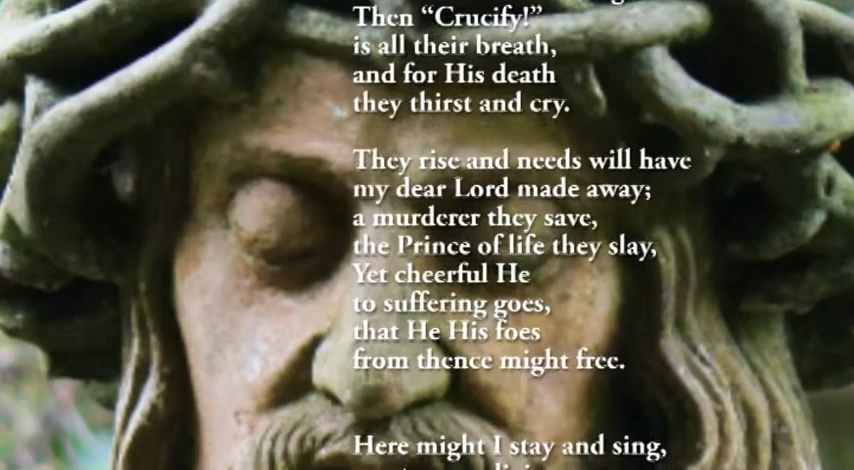 Then “Crucify!”
is all their breath,
and for His death
they thirst and cry.
They rise and needs will have
my dear Lord made away;
a murderer they save,
the Prince of life they slay,
Yet cheerful He
to suffering goes,
that He His foes
from thence might free.
Here might I stay and sing,